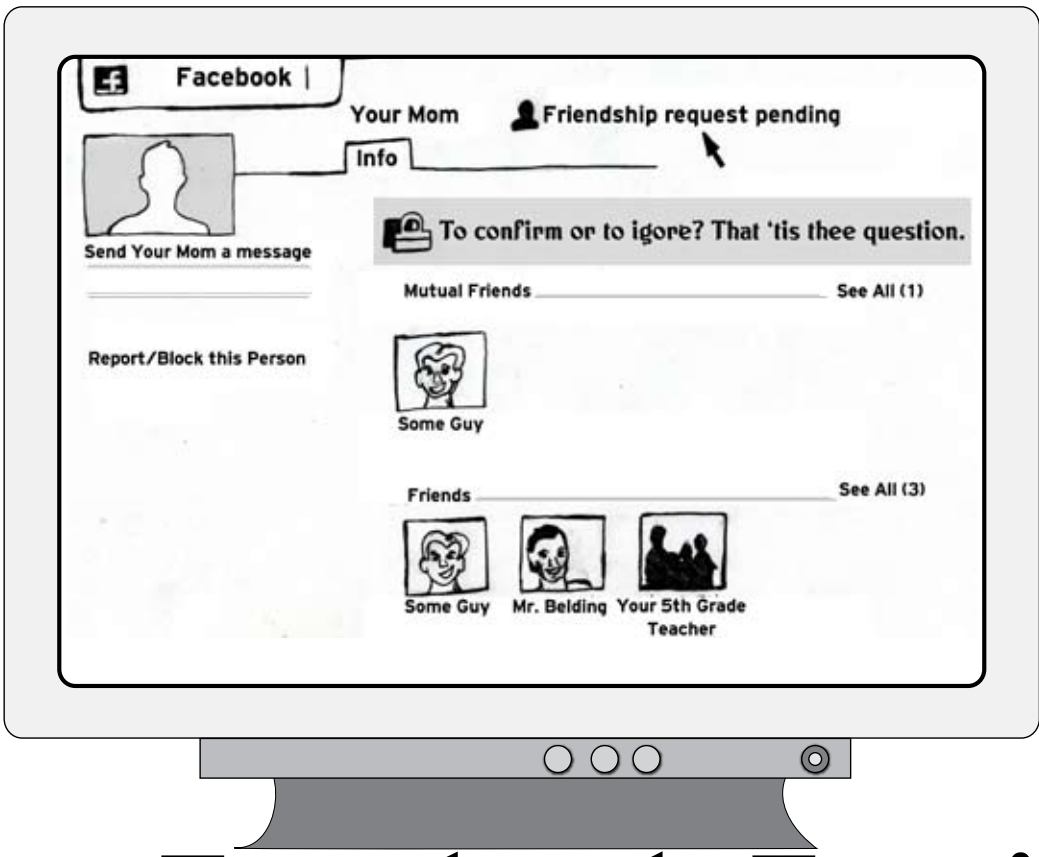 Facebook |
Your Mom
Friendship request pending
Info
Send Your Mom a message
To confirm or to igore? That 'tis thee question.
Mutual Friends
See All (1)
Report/Block this Person
Some Guy
Friends
See All (3)
Some Guy
Mr. Belding
Your 5th Grade
Teacher